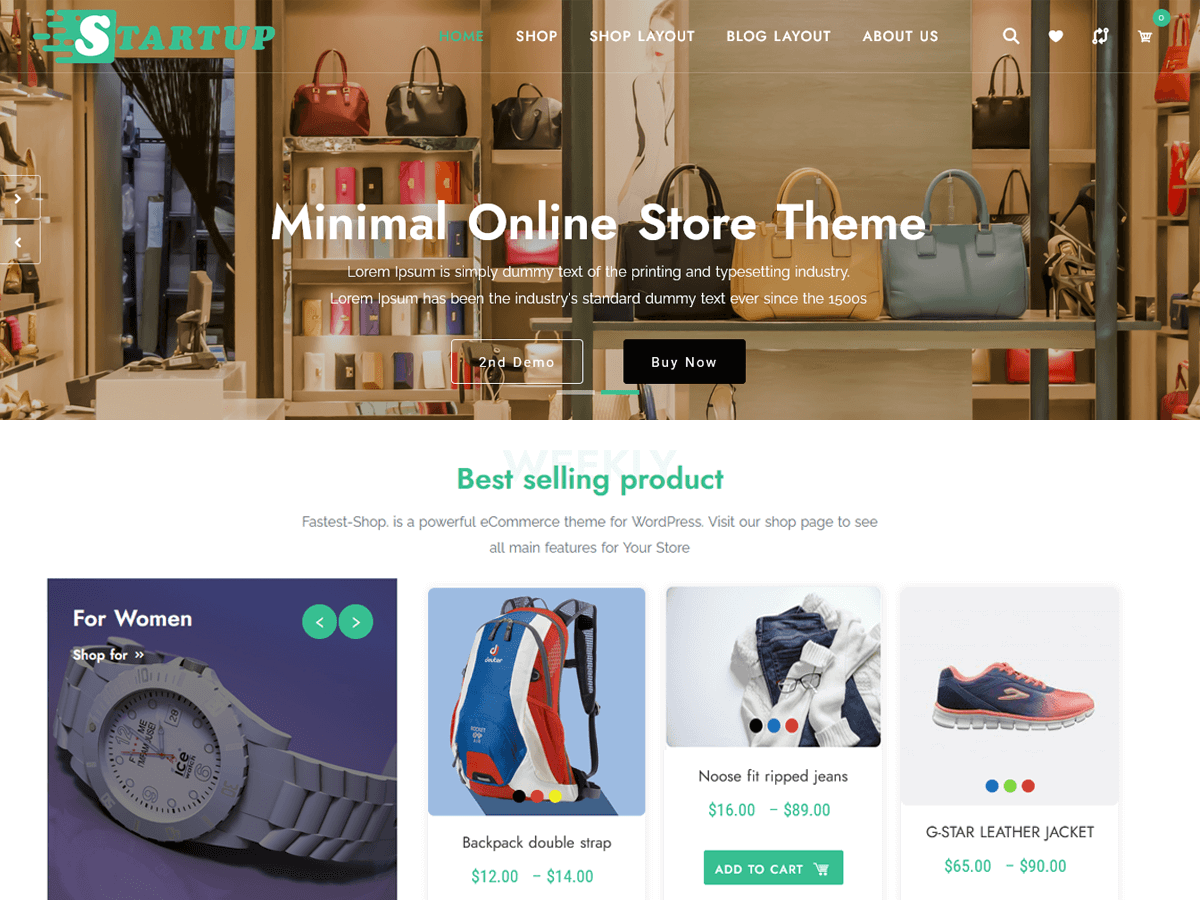 STARTUP
HOME SHOP SHOP LAYOUT BLOG LAYOUT ABOUT US
0
Minimal Online Store Theme
Lorem Ipsum is simply dummy text of the printing and typesetting industry.
Lorem Ipsum has been the industry's standard dummy text ever since the 1500s
2nd Demo Buy Now
WEEKLY
Best selling product
Fastest-Shop. is a powerful eCommerce theme for WordPress. Visit our shop page to see
all main features for Your Store
For Women < >
Shop for »
deuter
ice
watch
28
Backpack double strap
$12.00 – $14.00
Noose fit ripped jeans
$16.00 – $89.00
ADD TO CART
G-STAR LEATHER JACKET
$65.00 – $90.00